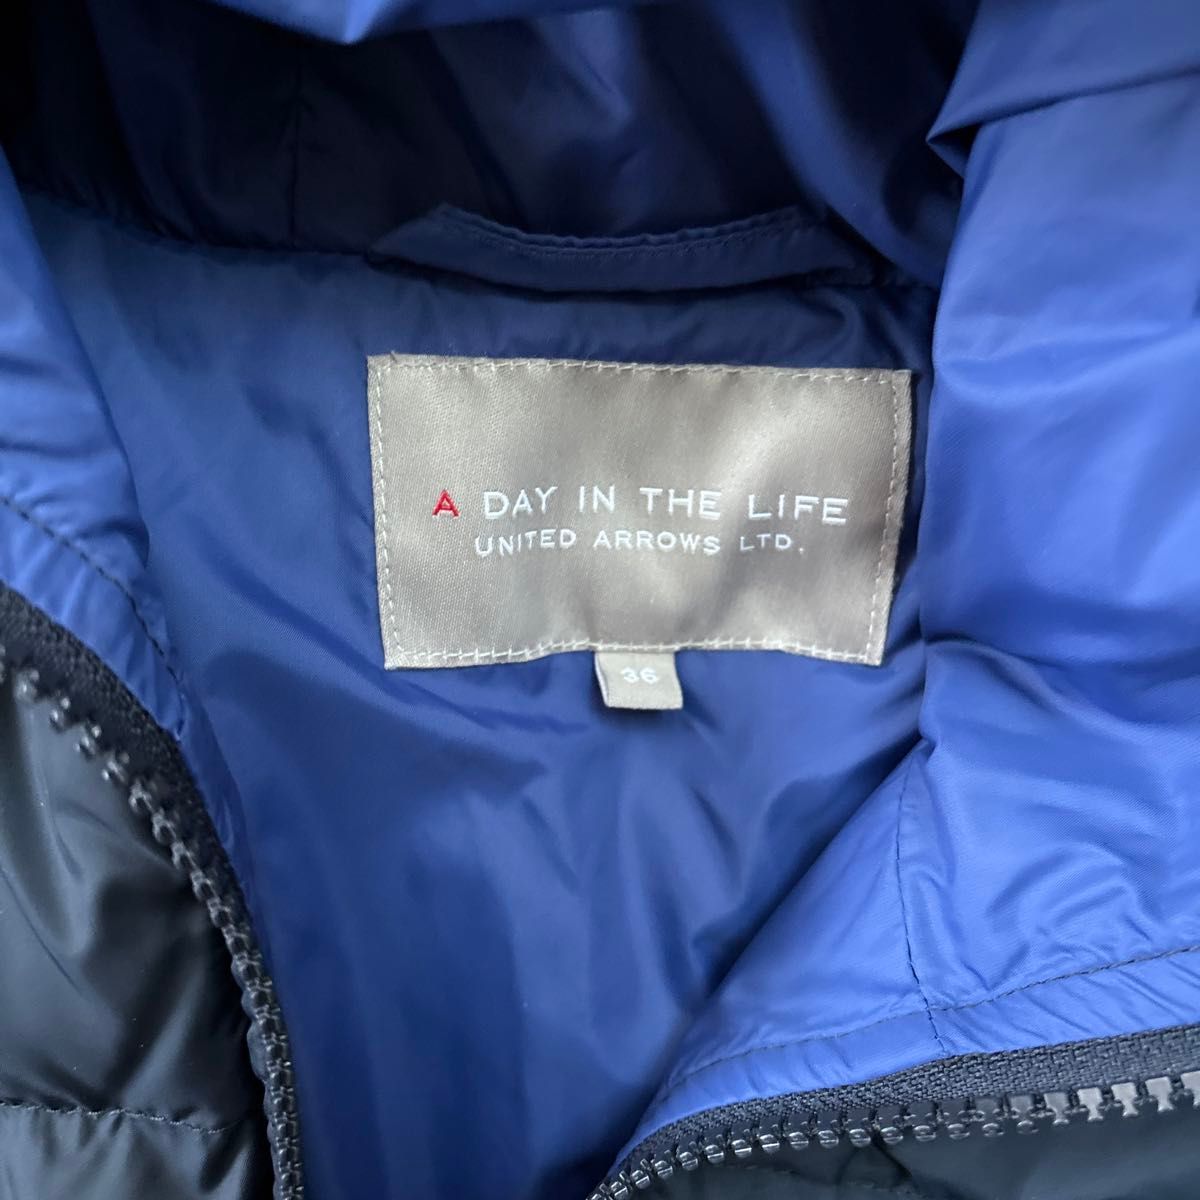 A DAY IN THE LIFE
UNITED ARROWS LTD.
36